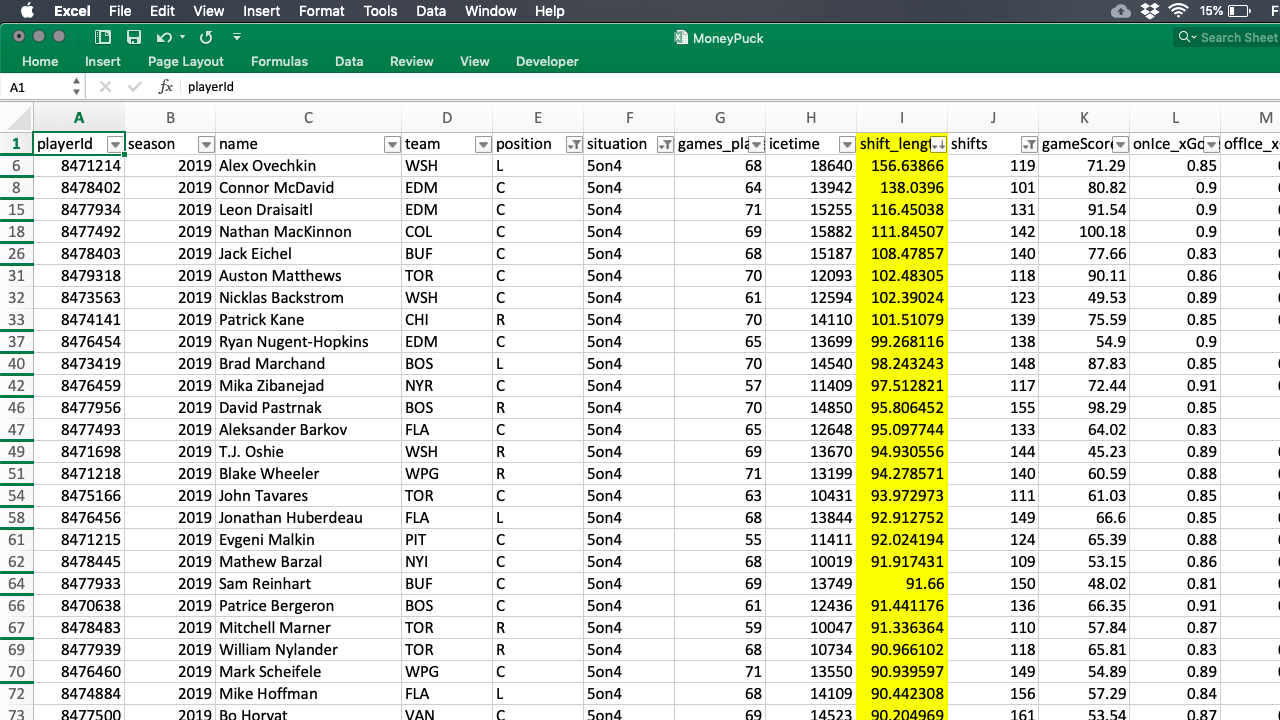 Excel File Edit View Insert Format Tools Data Window Help 15% F
MoneyPuck Search Sheet
Home Insert Page Layout Formulas Data Review View Developer
A1 fx playerId
A B C D E F G H I J K L M
1 playerId season name team position situation games_pla icetime shift_leng shifts gameScore onIce_xGo offIce_x
6 8471214 2019 Alex Ovechkin WSH L 5on4 68 18640 156.63866 119 71.29 0.85
8 8478402 2019 Connor McDavid EDM C 5on4 64 13942 138.0396 101 80.82 0.9
15 8477934 2019 Leon Draisaitl EDM C 5on4 71 15255 116.45038 131 91.54 0.9
18 8477492 2019 Nathan MacKinnon COL C 5on4 69 15882 111.84507 142 100.18 0.9
26 8478403 2019 Jack Eichel BUF C 5on4 68 15187 108.47857 140 77.66 0.83
31 8479318 2019 Auston Matthews TOR C 5on4 70 12093 102.48305 118 90.11 0.86
32 8473563 2019 Nicklas Backstrom WSH C 5on4 61 12594 102.39024 123 49.53 0.89
33 8474141 2019 Patrick Kane CHI R 5on4 70 14110 101.51079 139 75.59 0.85
37 8476454 2019 Ryan Nugent-Hopkins EDM C 5on4 65 13699 99.268116 138 54.9 0.9
40 8473419 2019 Brad Marchand BOS L 5on4 70 14540 98.243243 148 87.83 0.85
42 8476459 2019 Mika Zibanejad NYR C 5on4 57 11409 97.512821 117 72.44 0.91
46 8477956 2019 David Pastrnak BOS R 5on4 70 14850 95.806452 155 98.29 0.85
47 8477493 2019 Aleksander Barkov FLA C 5on4 65 12648 95.097744 133 64.02 0.83
49 8471698 2019 T.J. Oshie WSH R 5on4 69 13670 94.930556 144 45.23 0.89
51 8471218 2019 Blake Wheeler WPG R 5on4 71 13199 94.278571 140 60.59 0.88
54 8475166 2019 John Tavares TOR C 5on4 63 10431 93.972973 111 61.03 0.85
58 8476456 2019 Jonathan Huberdeau FLA L 5on4 68 13844 92.912752 149 66.6 0.85
61 8471215 2019 Evgeni Malkin PIT C 5on4 55 11411 92.024194 124 65.39 0.88
62 8478445 2019 Mathew Barzal NYI C 5on4 68 10019 91.917431 109 53.15 0.86
64 8477933 2019 Sam Reinhart BUF C 5on4 69 13749 91.66 150 48.02 0.81
66 8470638 2019 Patrice Bergeron BOS C 5on4 61 12436 91.441176 136 66.35 0.91
67 8478483 2019 Mitchell Marner TOR R 5on4 59 10047 91.336364 110 57.84 0.87
69 8477939 2019 William Nylander TOR R 5on4 68 10734 90.966102 118 65.81 0.83
70 8476460 2019 Mark Scheifele WPG C 5on4 71 13550 90.939597 149 54.89 0.89
72 8474884 2019 Mike Hoffman FLA L 5on4 68 14109 90.442308 156 57.29 0.84
73 8477500 2019 Bo Horvat VAN C 5on4 69 14523 90.204969 161 53.54 0.87